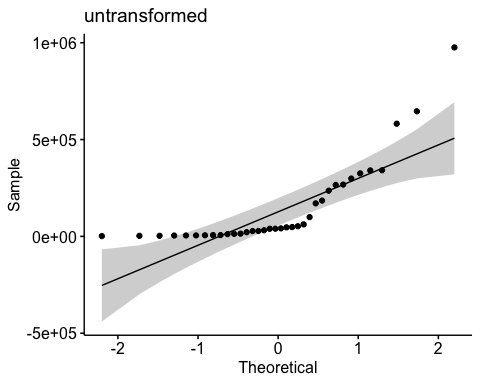 untransformed
1e+06
5e+05
0e+00
-5e+05
Sample
-2
-1
0
1
2
Theoretical